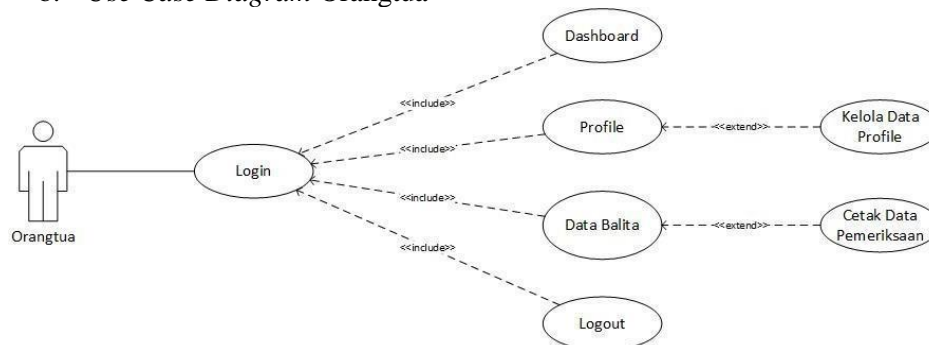 Use Case Diagram Orangtua
Dashboard
<<include>>
Profile
<<include>>
<<extend>>
Kelola Data
Profile
Login
Orangtua
<<include>>
Data Balita
<<extend>>
Cetak Data
Pemeriksaan
<<include>>
Logout